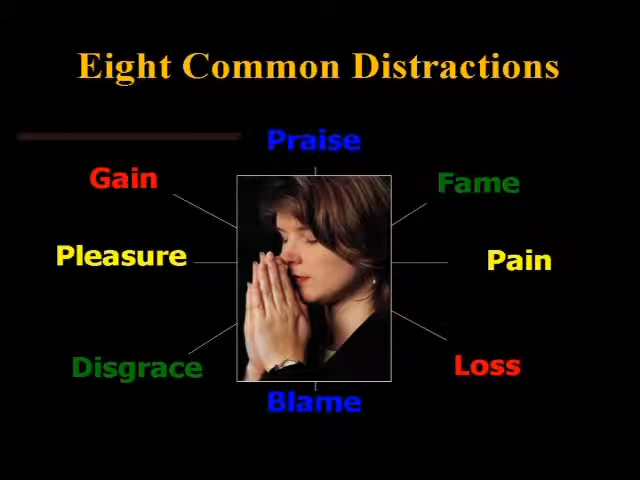 Eight Common Distractions
Praise
Gain
Fame
Pleasure
Pain
Disgrace
Loss
Blame